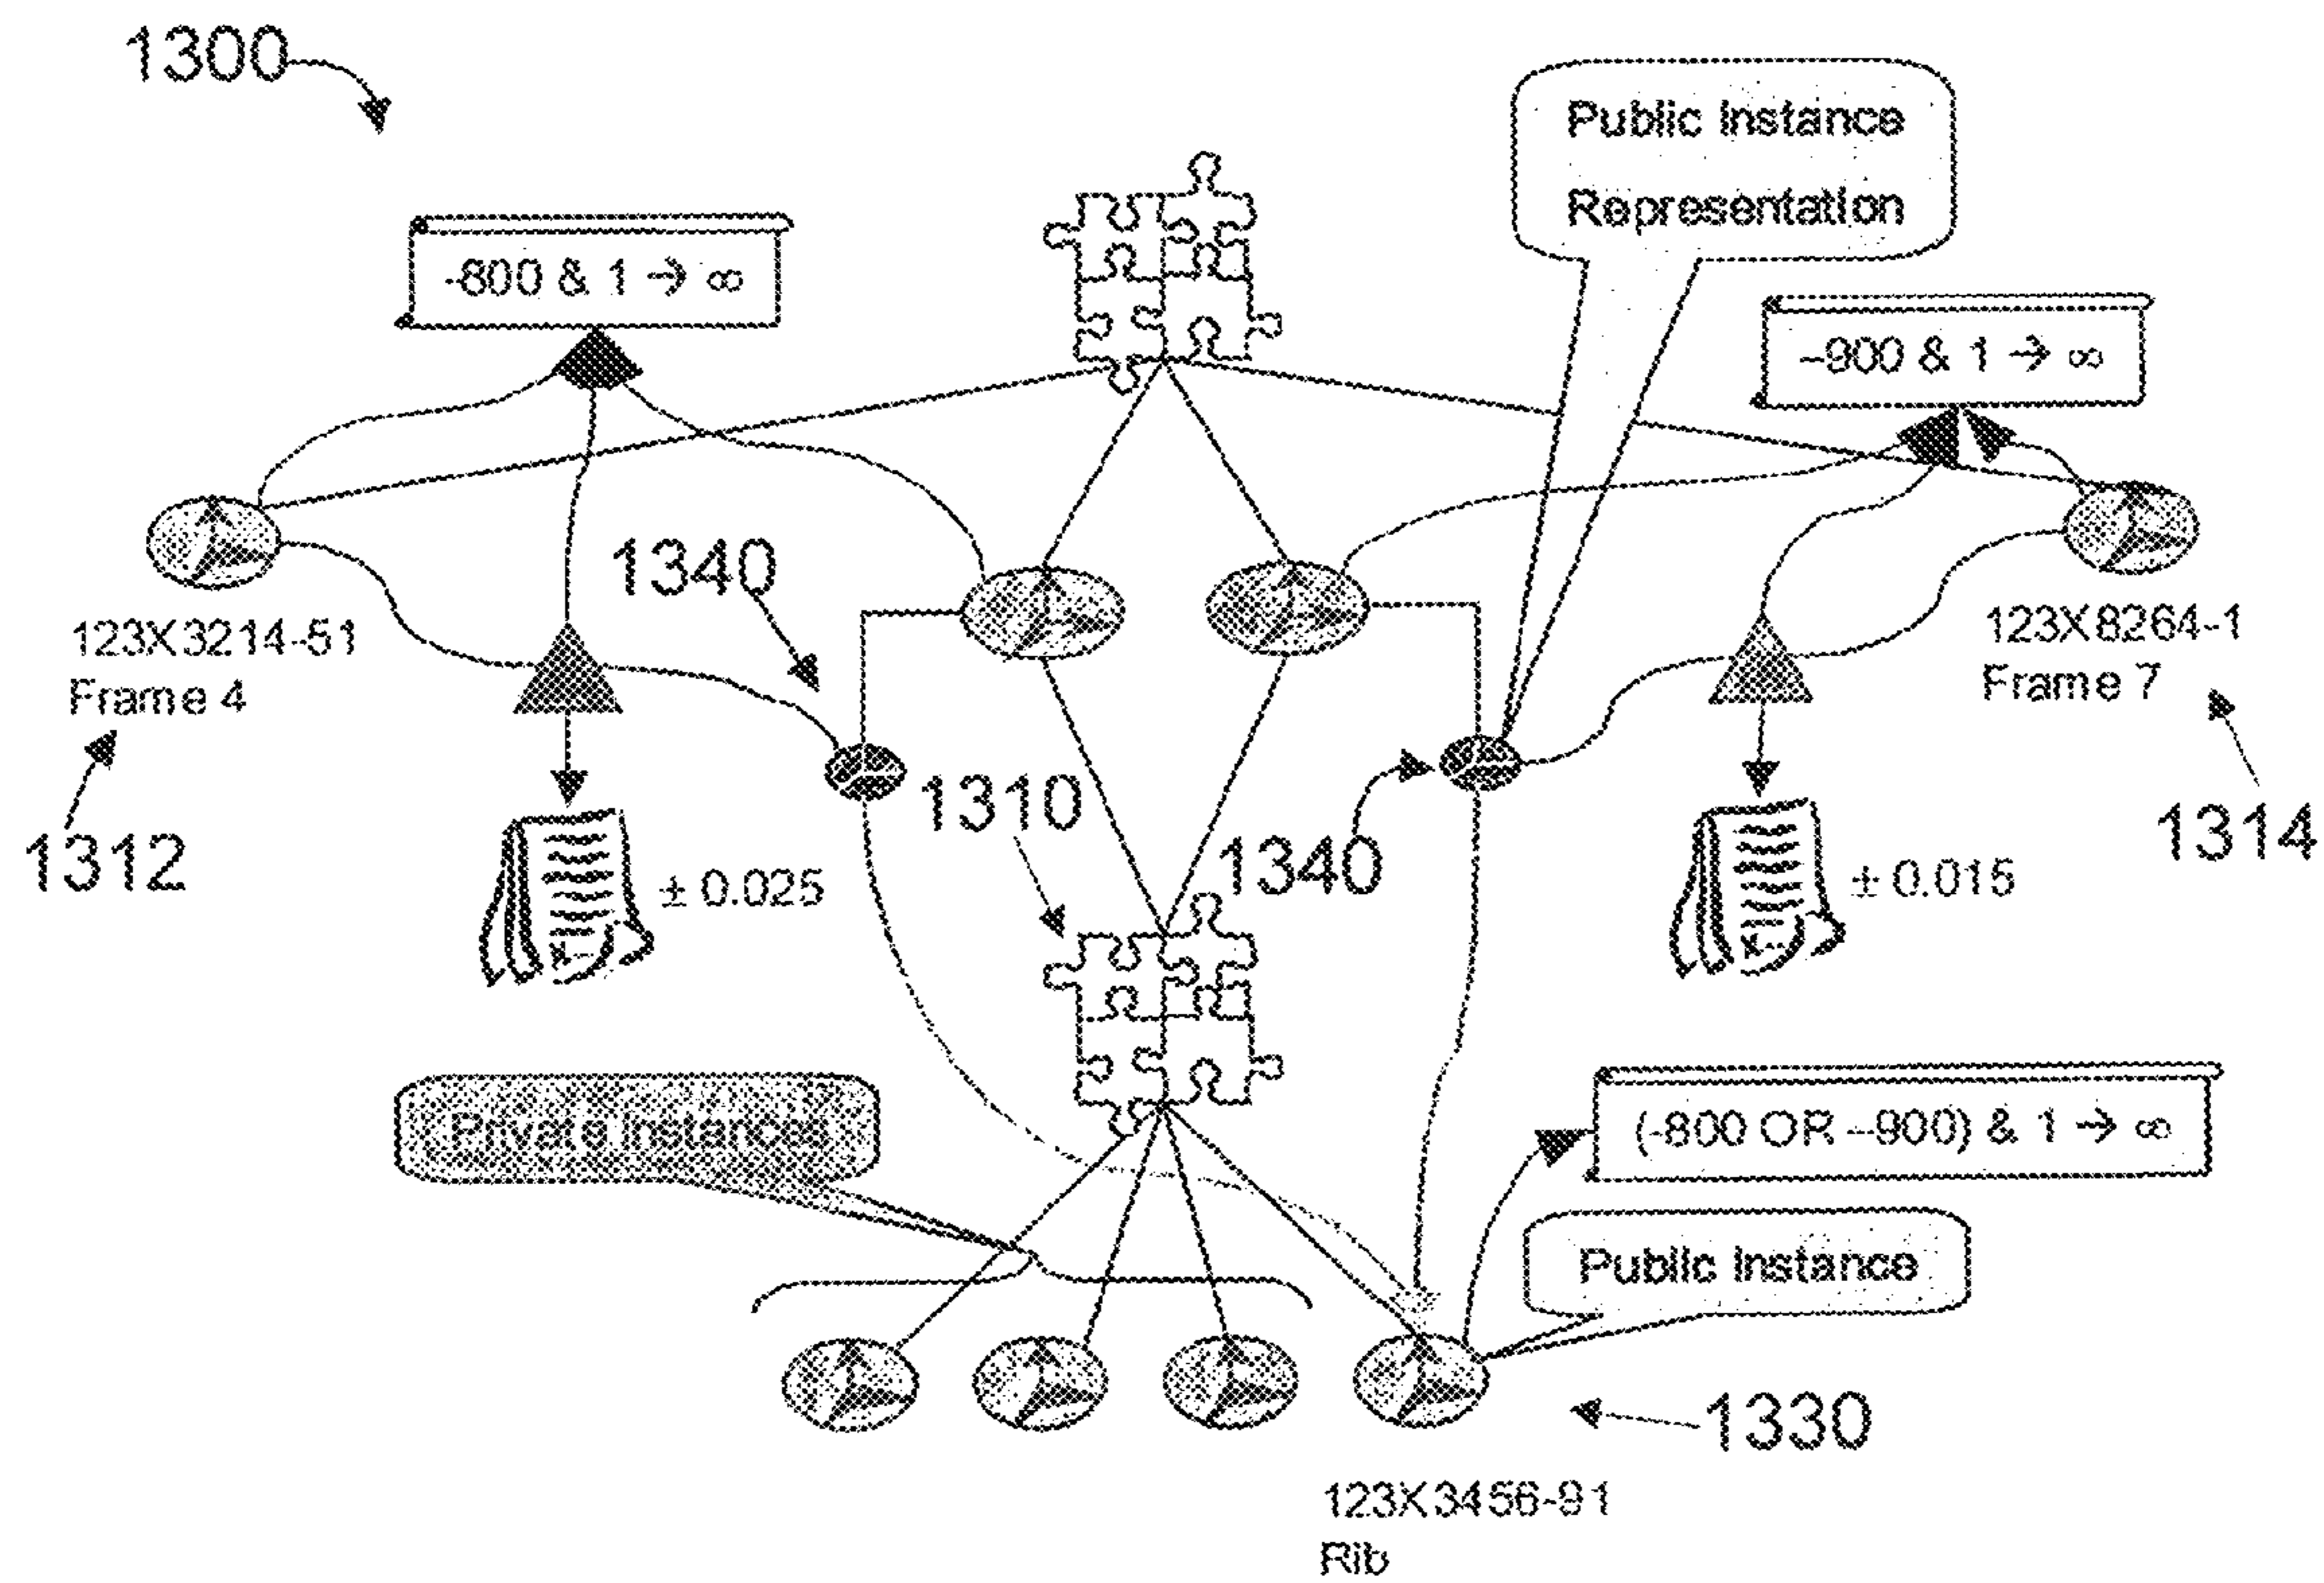 1300
Public Instance
Representation
-800 & 1 → ∞
–900 & 1 → ∞
1340
123X3214-51
Frame 4
123X8264-1
Frame 7
1310
1340
1312
1314
± 0.025
± 0.015
Private Instances
(-800 OR –900) & 1 → ∞
Public Instance
1330
123X3456-91
Rib